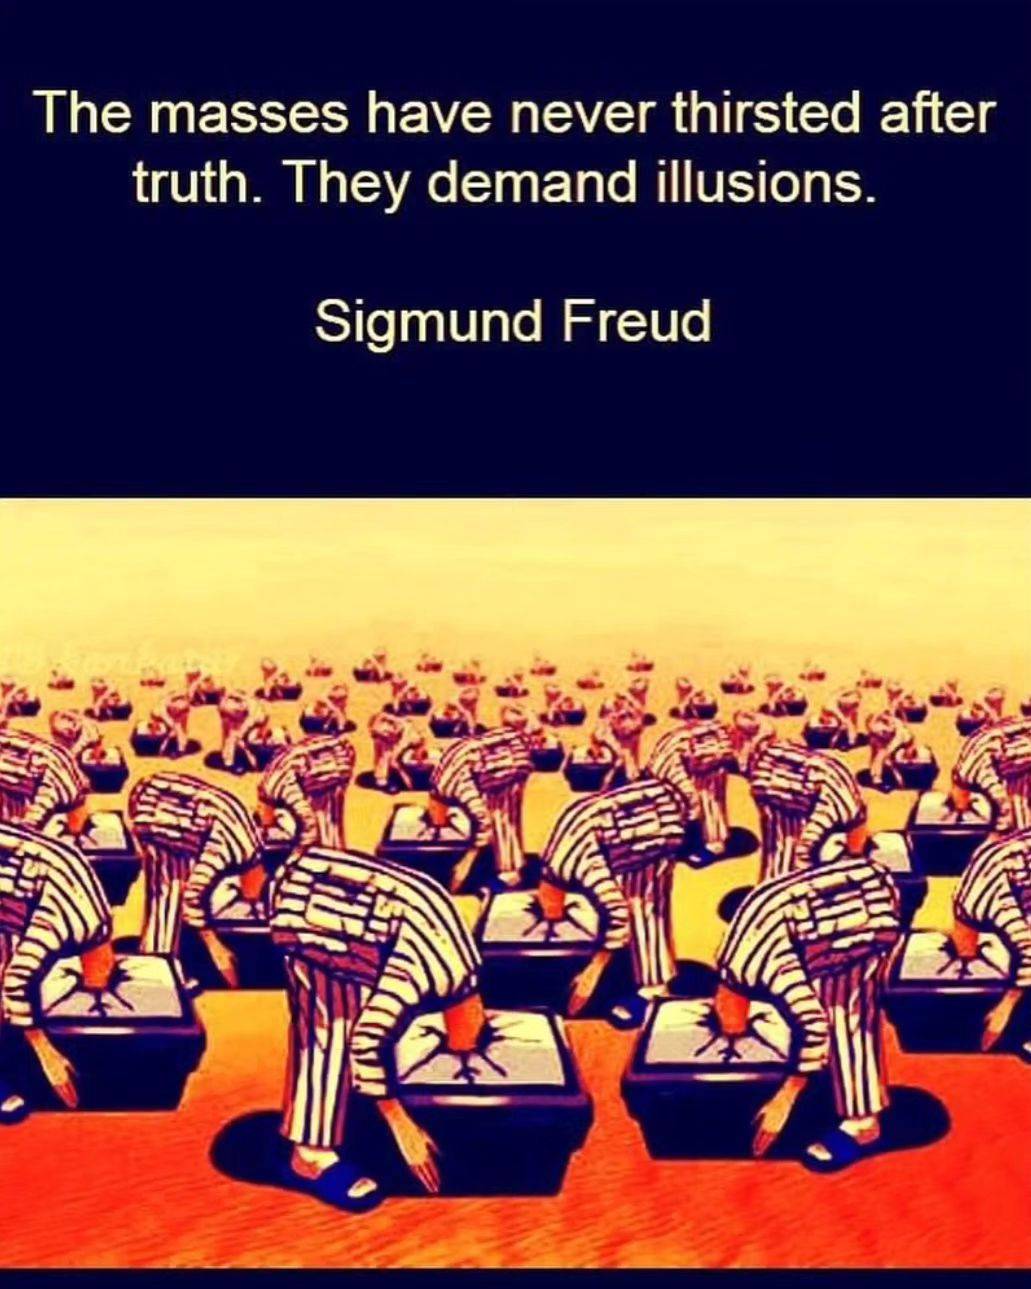 The masses have never thirsted after
truth. They demand illusions.
Sigmund Freud